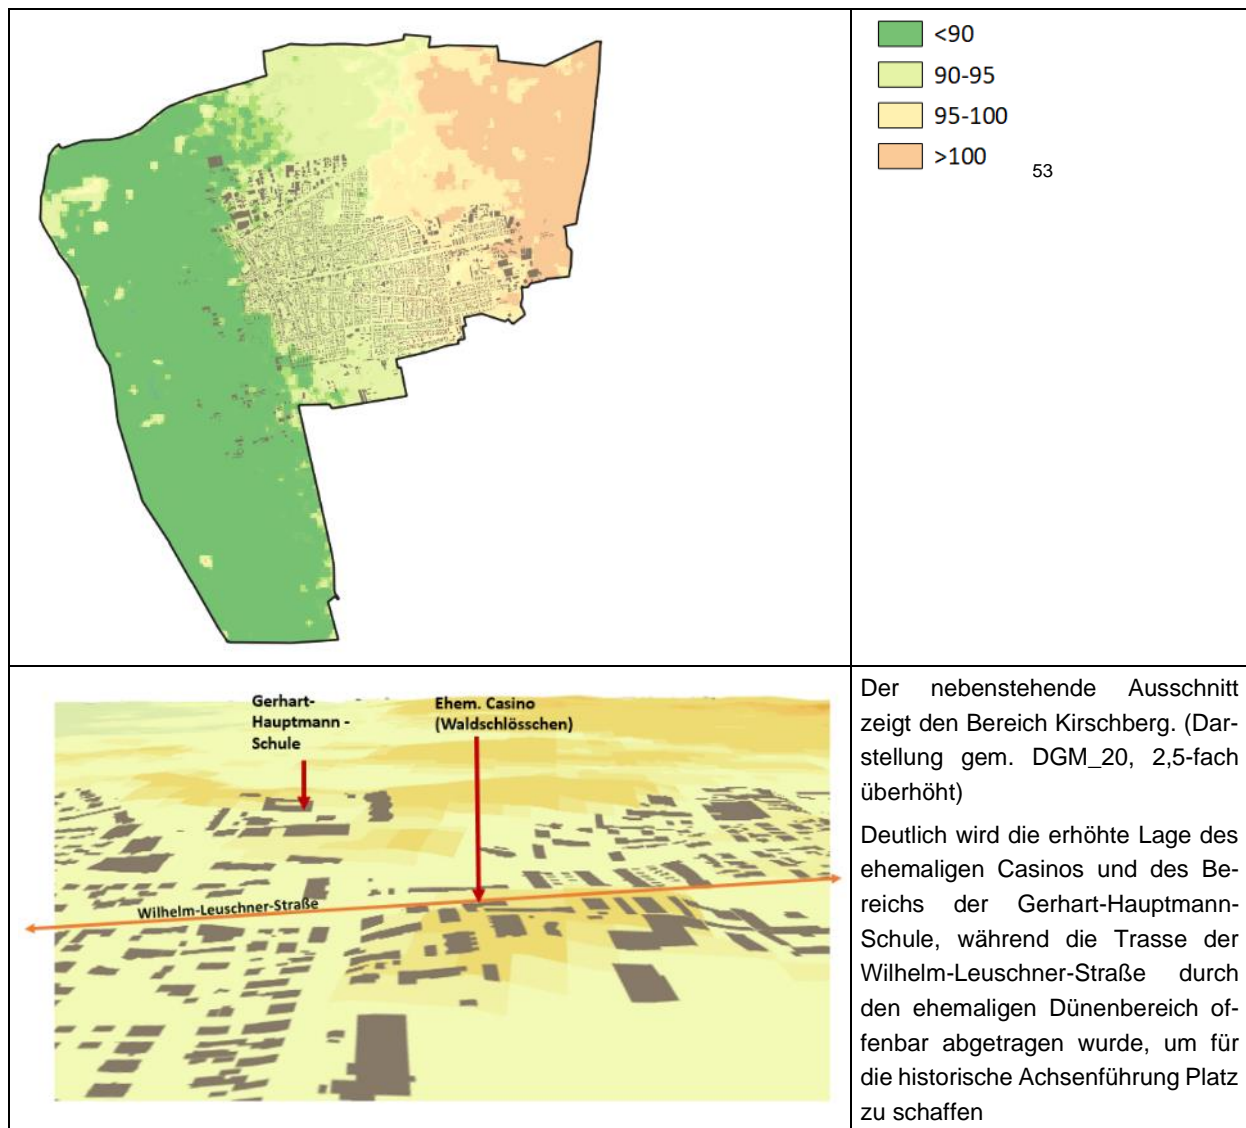 <90
90-95
95-100
>100
53
Gerhart-
Hauptmann -
Schule
Ehem. Casino
(Waldschlösschen)
Wilhelm-Leuschner-Straße
Der nebenstehende Ausschnitt
zeigt den Bereich Kirschberg. (Dar-
stellung gem. DGM_20, 2,5-fach
überhöht)
Deutlich wird die erhöhte Lage des
ehemaligen Casinos und des Be-
reichs der Gerhart-Hauptmann-
Schule, während die Trasse der
Wilhelm-Leuschner-Straße durch
den ehemaligen Dünenbereich of-
fenbar abgetragen wurde, um für
die historische Achsenführung Platz
zu schaffen